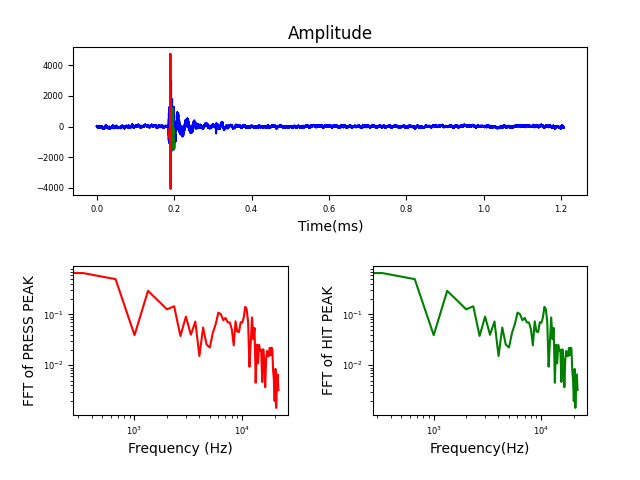 Amplitude
4000
2000
0
−2000
−4000
0.0 0.2 0.4 0.6 0.8 1.0 1.2
Time(ms)
FFT of PRESS PEAK
10⁻¹
10⁻²
10³ 10⁴
Frequency (Hz)
FFT of HIT PEAK
10⁻¹
10⁻²
10³ 10⁴
Frequency(Hz)